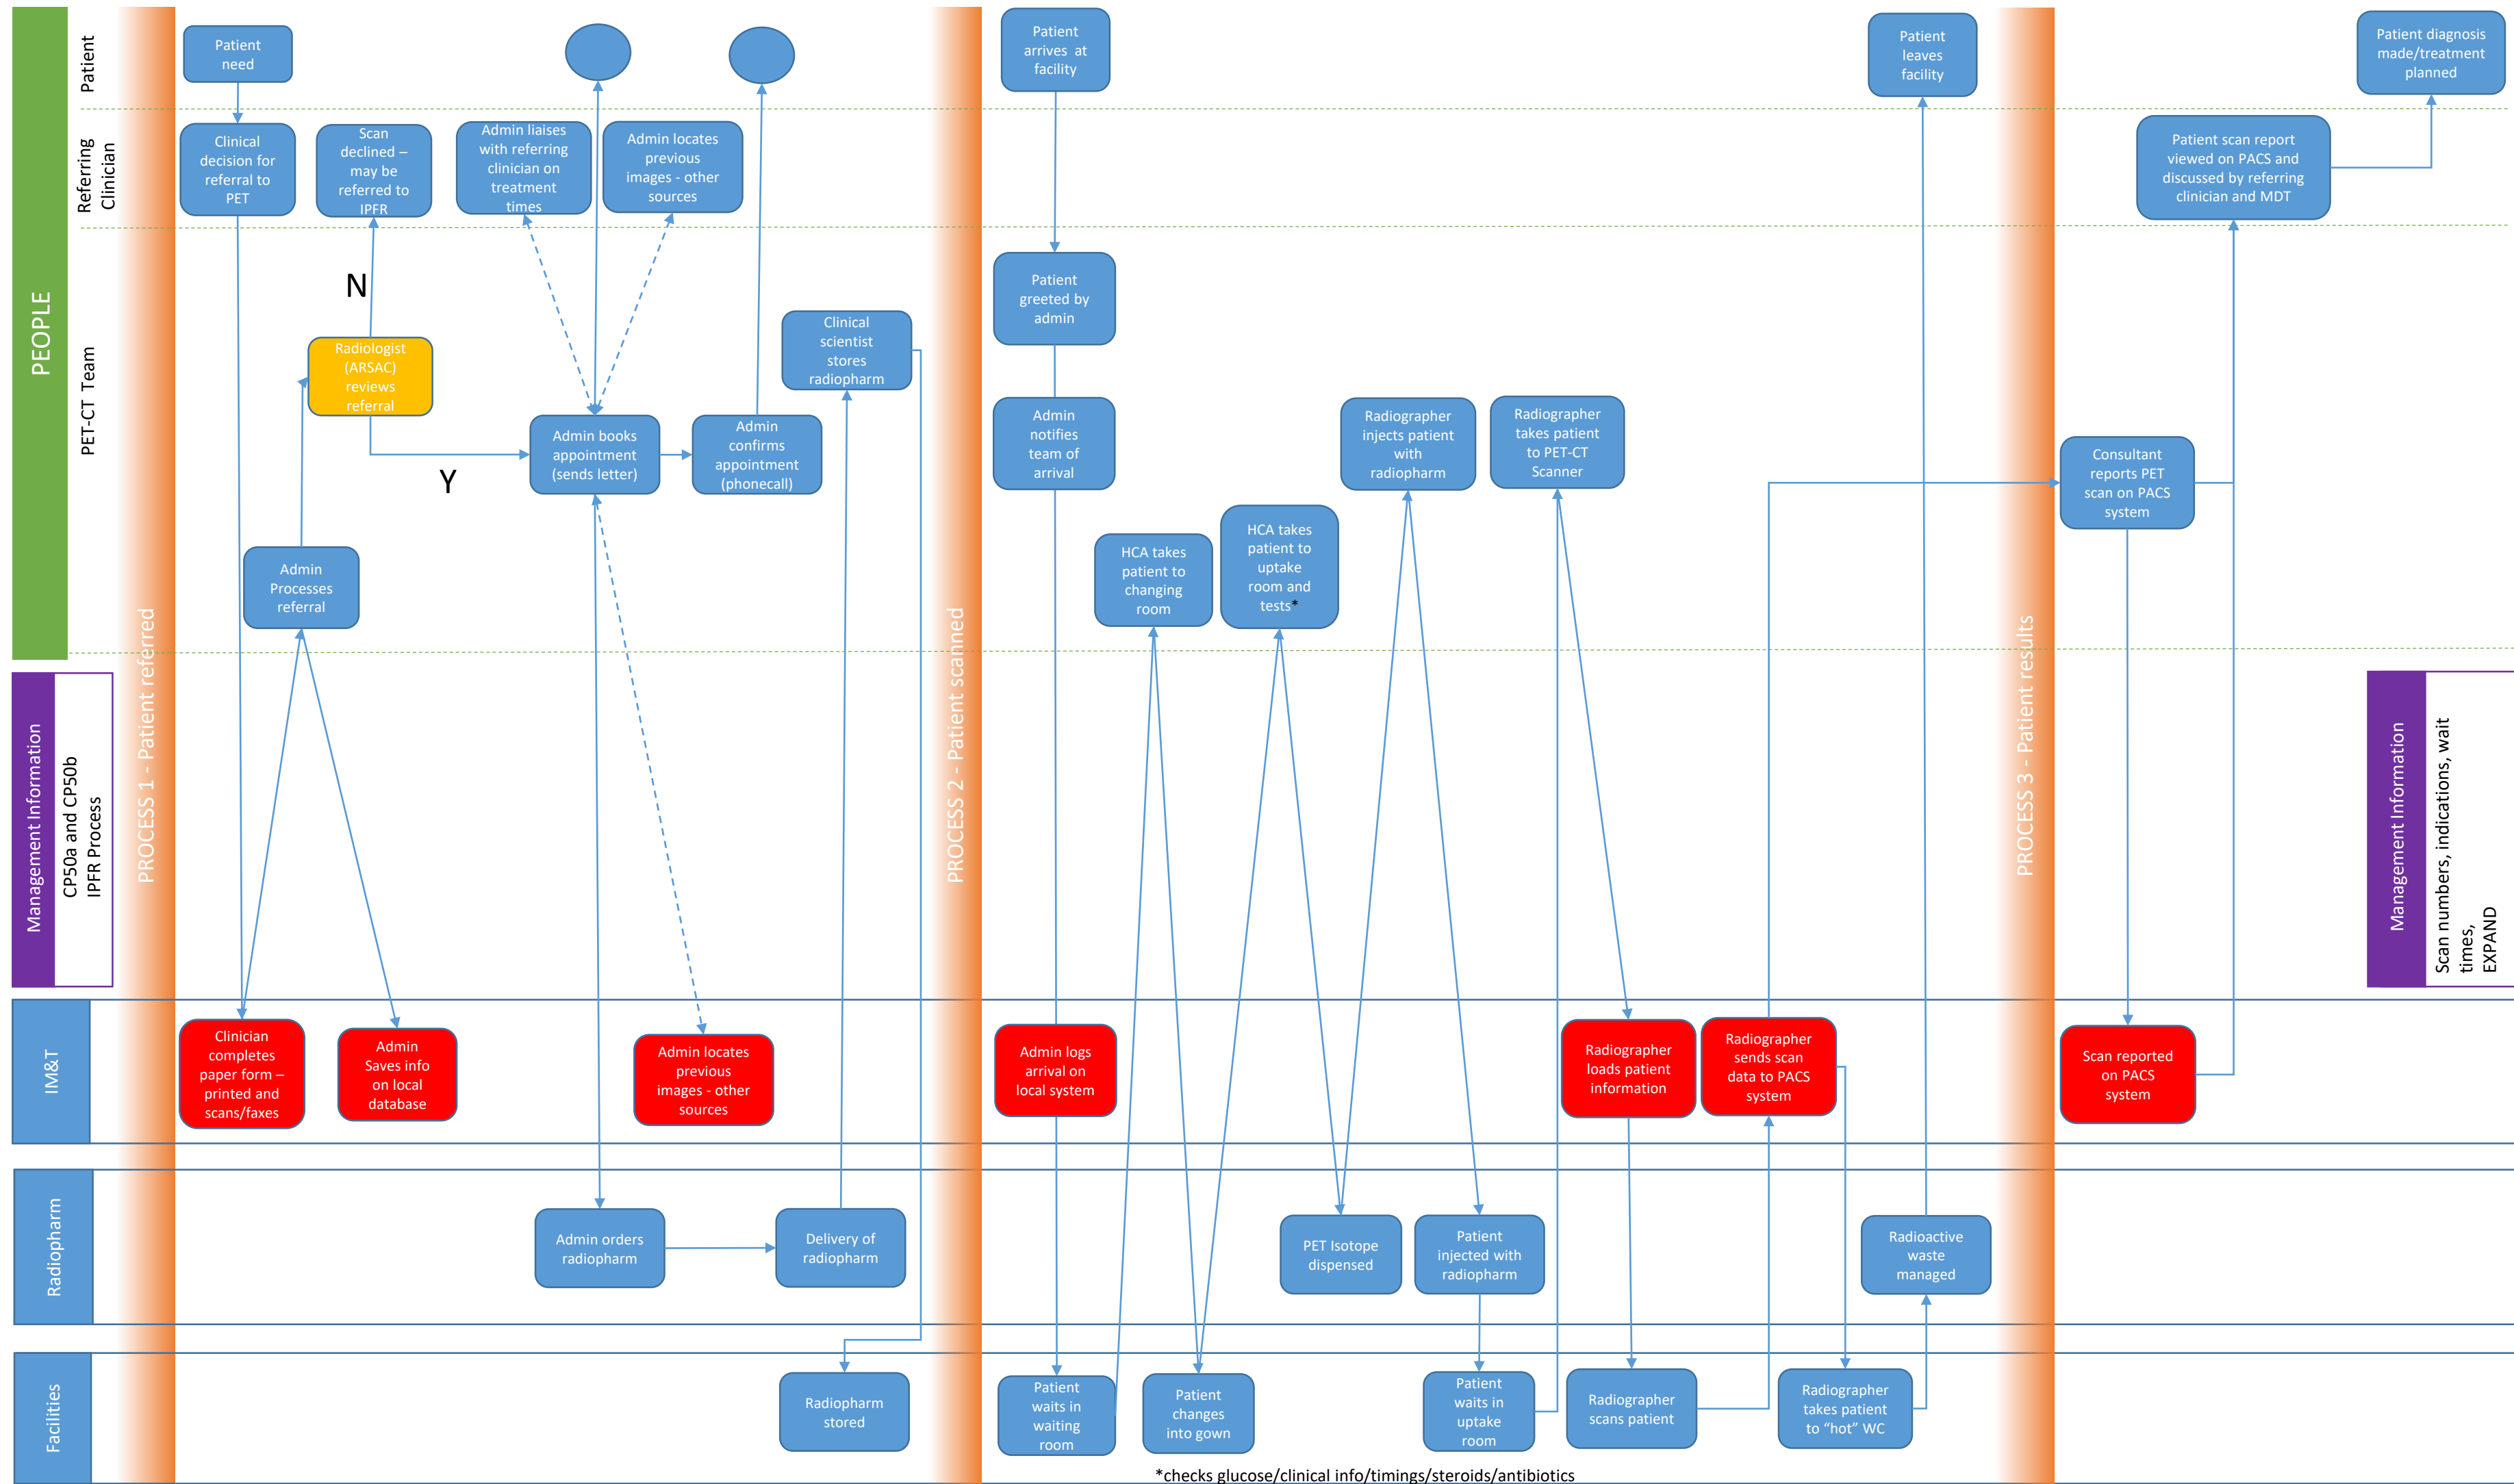 PEOPLE
Patient
Referring
Clinician
PET-CT Team
Management Information
CP50a and CP50b
IPFR Process
IM&T
Radiopharm
Facilities
PROCESS 1 - Patient referred
Patient
need
Clinical
decision for
referral to
PET
Scan
declined –
may be
referred to
IPFR
Admin liaises
with referring
clinician on
treatment
times
Admin locates
previous
images - other
sources
N
Radiologist
(ARSAC)
reviews
referral
Y
Admin books
appointment
(sends letter)
Admin
confirms
appointment
(phonecall)
Clinical
scientist
stores
radiopharm
Admin
Processes
referral
Clinician
completes
paper form –
printed and
scans/faxes
Admin
Saves info
on local
database
Admin locates
previous
images - other
sources
Admin orders
radiopharm
Delivery of
radiopharm
Radiopharm
stored
PROCESS 2 - Patient scanned
Patient
arrives at
facility
Patient
greeted by
admin
Admin
notifies
team of
arrival
HCA takes
patient to
changing
room
HCA takes
patient to
uptake
room and
tests*
Radiographer
injects patient
with
radiopharm
Radiographer
takes patient
to PET-CT
Scanner
Patient
leaves
facility
Admin logs
arrival on
local system
Radiographer
loads patient
information
Radiographer
sends scan
data to PACS
system
PET Isotope
dispensed
Patient
injected with
radiopharm
Radioactive
waste
managed
Patient
waits in
waiting
room
Patient
changes
into gown
Patient
waits in
uptake
room
Radiographer
scans patient
Radiographer
takes patient
to “hot” WC
*checks glucose/clinical info/timings/steroids/antibiotics
PROCESS 3 - Patient results
Patient diagnosis
made/treatment
planned
Patient scan report
viewed on PACS and
discussed by referring
clinician and MDT
Consultant
reports PET
scan on PACS
system
Scan reported
on PACS
system
Management Information
Scan numbers, indications, wait
times,
EXPAND